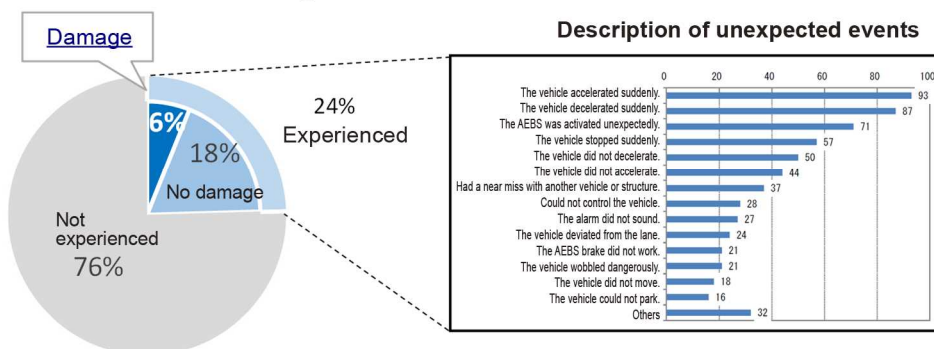 Damage
6%
18%
No damage
Not
experienced
76%
24%
Experienced
Description of unexpected events
0 20 40 60 80 100
The vehicle accelerated suddenly. 93
The vehicle decelerated suddenly. 87
The AEBS was activated unexpectedly. 71
The vehicle stopped suddenly. 57
The vehicle did not decelerate. 50
The vehicle did not accelerate. 44
Had a near miss with another vehicle or structure. 37
Could not control the vehicle. 28
The alarm did not sound. 27
The vehicle deviated from the lane. 24
The AEBS brake did not work. 21
The vehicle wobbled dangerously. 21
The vehicle did not move. 18
The vehicle could not park. 16
Others 32